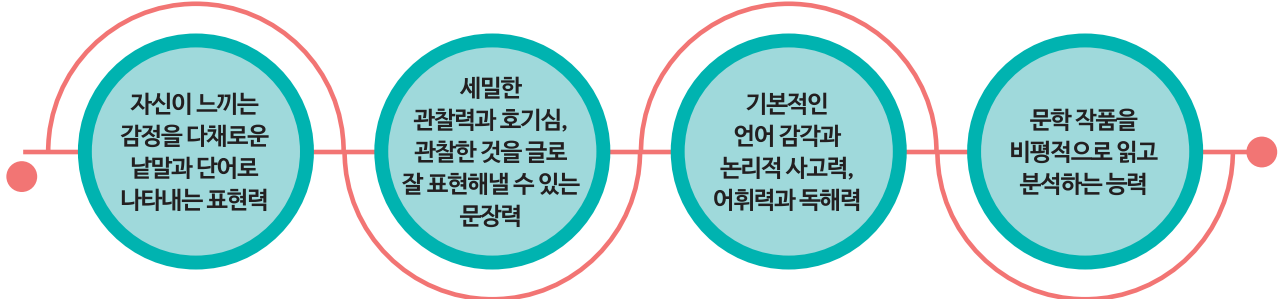 자신이 느끼는
감정을 다채로운
낱말과 단어로
나타내는 표현력
세밀한
관찰력과 호기심,
관찰한 것을 글로
잘 표현해낼 수 있는
문장력
기본적인
언어 감각과
논리적 사고력,
어휘력과 독해력
문학 작품을
비평적으로 읽고
분석하는 능력